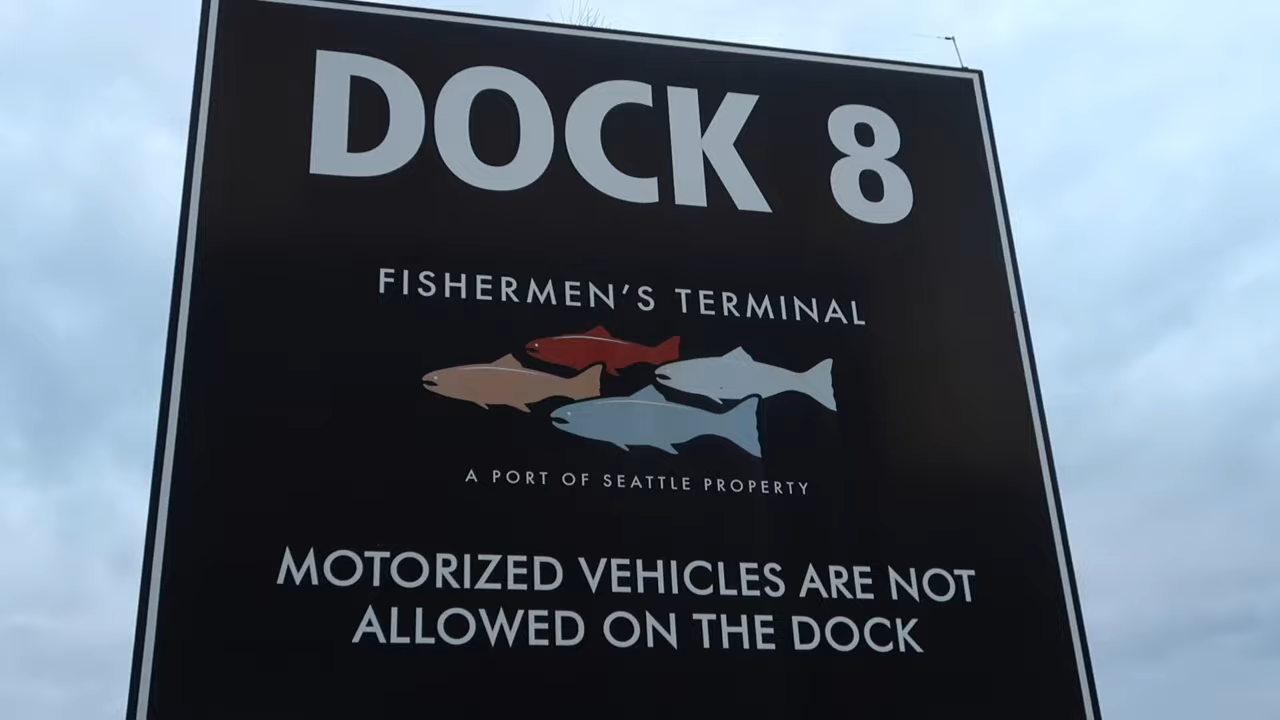 DOCK 8
FISHERMEN'S TERMINAL
A PORT OF SEATTLE PROPERTY
MOTORIZED VEHICLES ARE NOT
ALLOWED ON THE DOCK